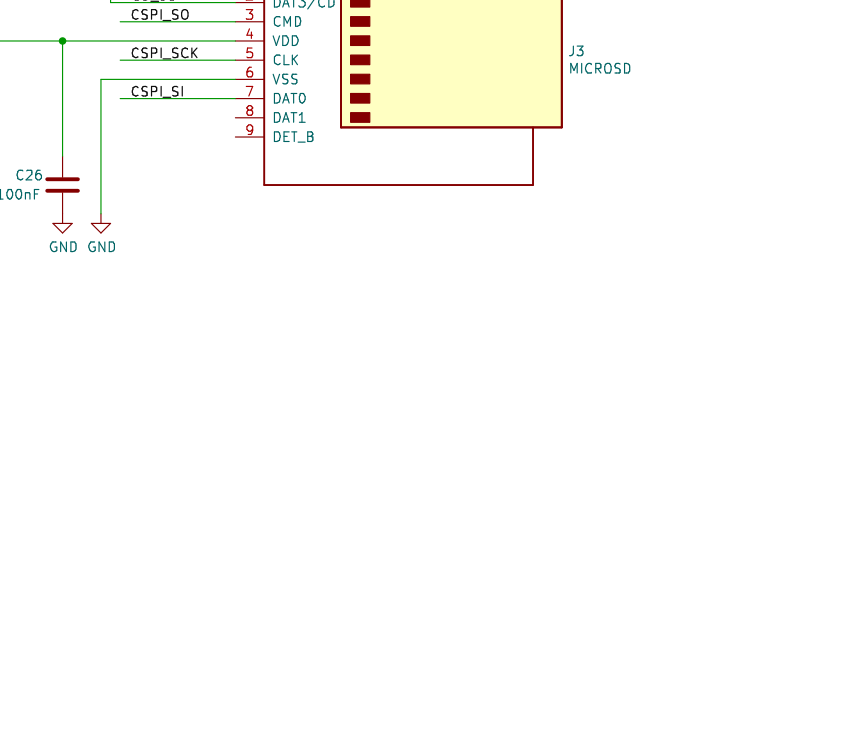 2 DAT3/CD
CSPI_SO 3 CMD
4 VDD
CSPI_SCK 5 CLK
6 VSS
CSPI_SI 7 DAT0
8 DAT1
9 DET_B
J3
MICROSD
C26
100nF
GND GND